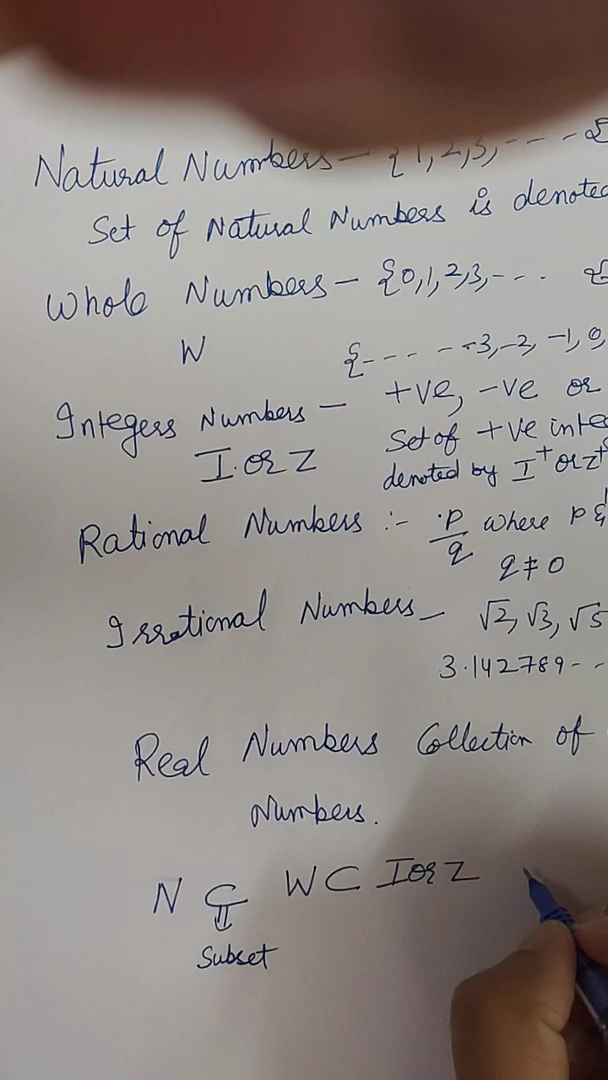 Natural Numbers - {1,2,3,----
Set of Natural Numbers is denoted
Whole Numbers - {0,1,2,3,---.
W
{---- --3,-2, -1, 0,
Integers Numbers - +ve, -ve or
I or Z
Set of +ve inte
denoted by I+ or Z+
Rational Numbers :- p/q where p &
q ≠ 0
Irrational Numbers - √2, √3, √5
3.142789--
Real Numbers Collection of
Numbers.
N ⊂ W ⊂ I or Z
Subset